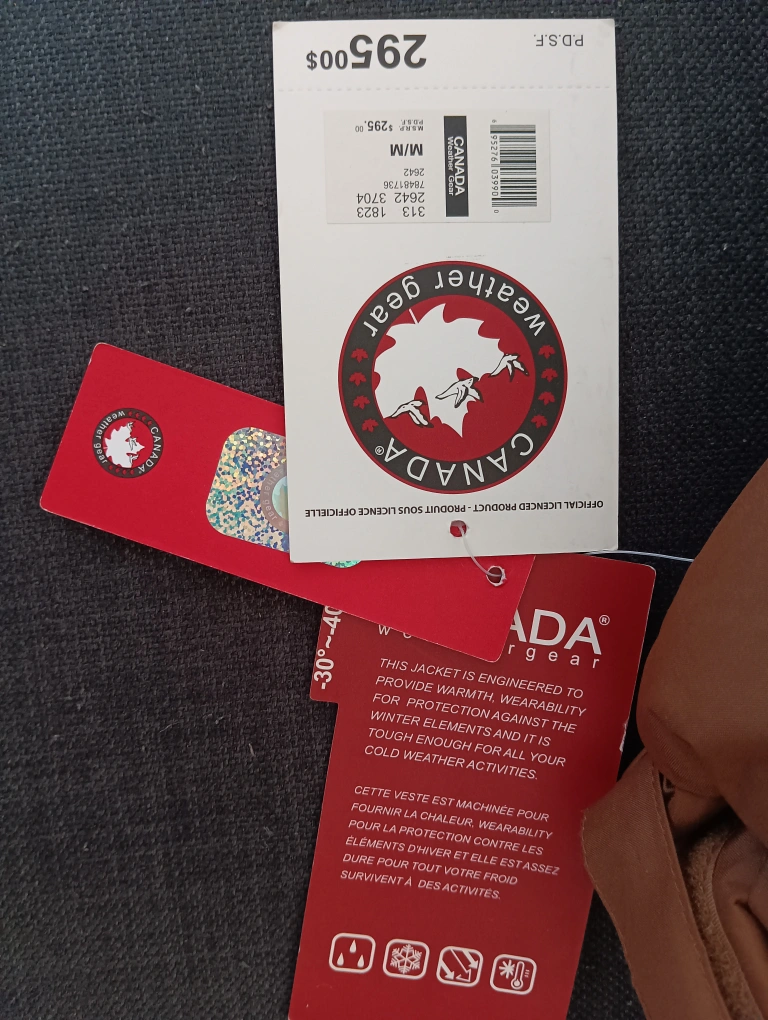 P.D.S.F.
295.00$
695276 03990 0
CANADA
Weather Gear
313 1823
2642 3704
78481736
2642
M/M
M.S.R.P.
P.D.S.F. $295.00
CANADA®
weather gear
OFFICIAL LICENCED PRODUCT - PRODUIT SOUS LICENCE OFFICIELLE
CANADA
weather gear
-30°~-40
ADA®
rgear
THIS JACKET IS ENGINEERED TO
PROVIDE WARMTH, WEARABILITY
FOR PROTECTION AGAINST THE
WINTER ELEMENTS AND IT IS
TOUGH ENOUGH FOR ALL YOUR
COLD WEATHER ACTIVITIES.
CETTE VESTE EST MACHINÉE POUR
FOURNIR LA CHALEUR, WEARABILITY
POUR LA PROTECTION CONTRE LES
ÉLÉMENTS D'HIVER ET ELLE EST ASSEZ
DURE POUR TOUT VOTRE FROID
SURVIVENT À DES ACTIVITÉS.